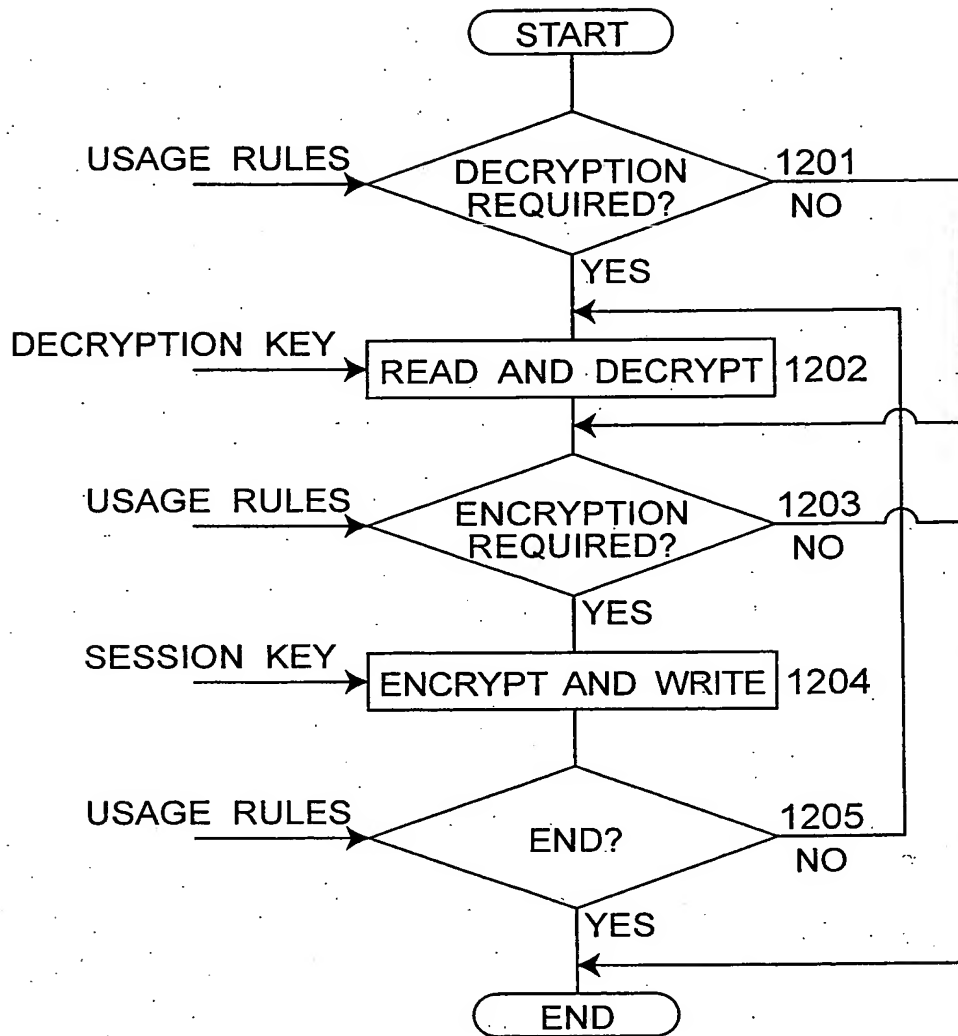 START
USAGE RULES
DECRYPTION
REQUIRED?
1201
NO
YES
DECRYPTION KEY
READ AND DECRYPT
1202
USAGE RULES
ENCRYPTION
REQUIRED?
1203
NO
YES
SESSION KEY
ENCRYPT AND WRITE
1204
USAGE RULES
END?
1205
NO
YES
END